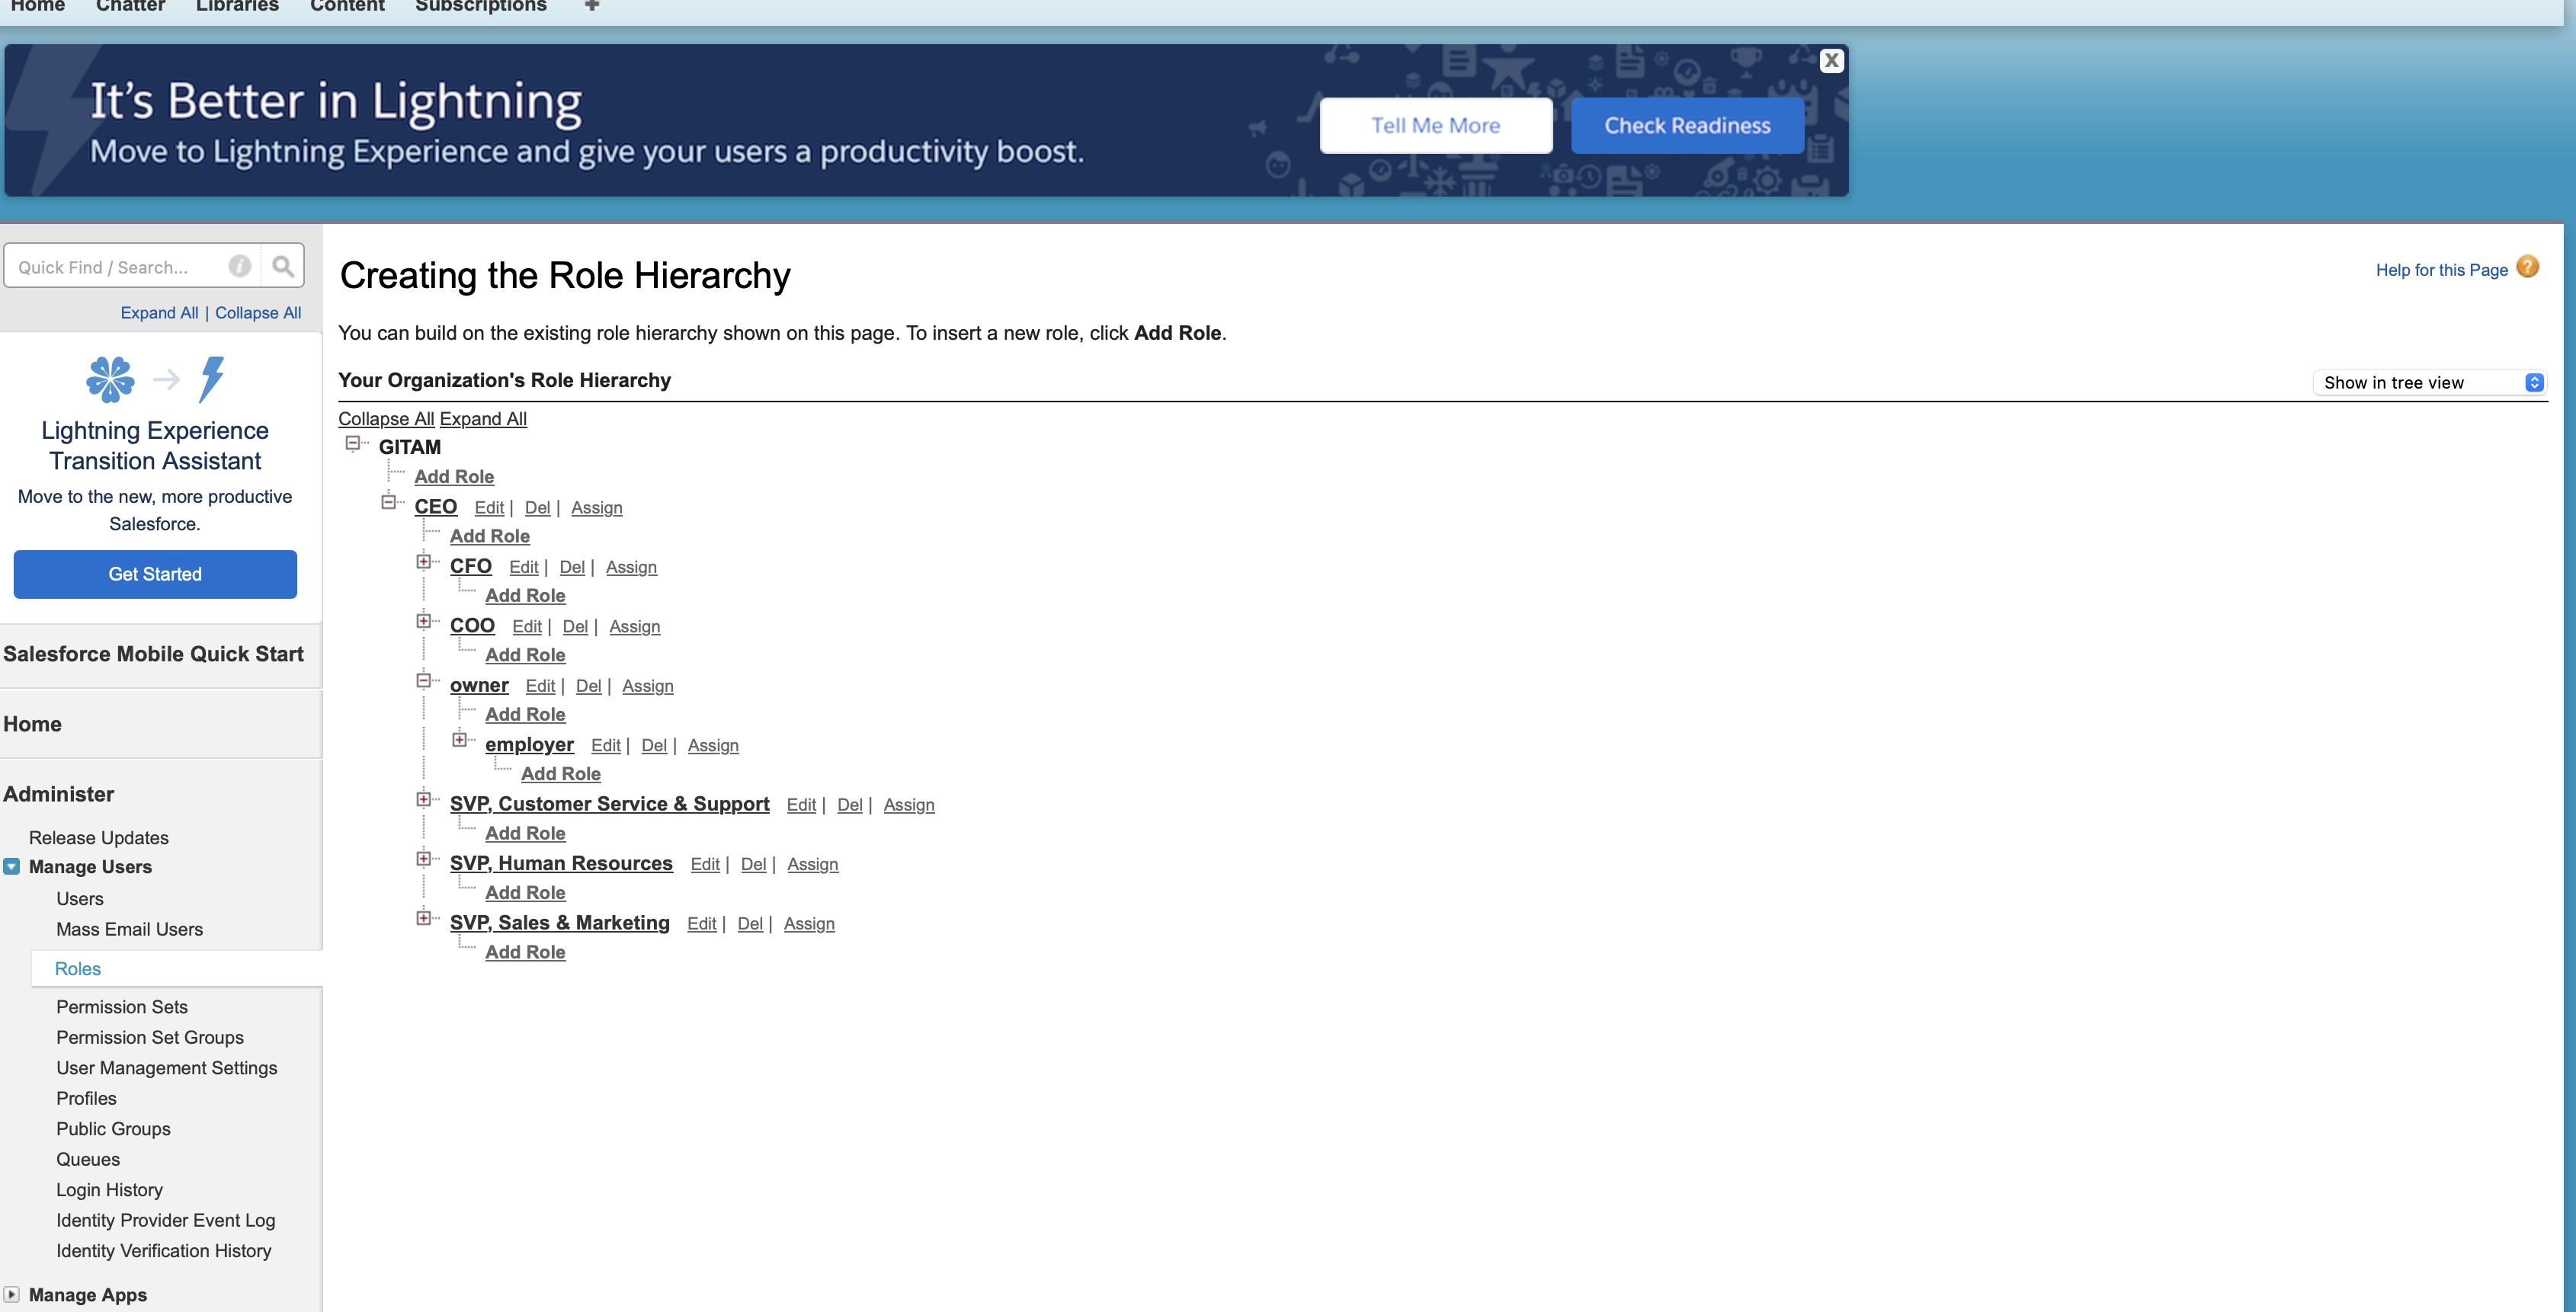 Home Chatter Libraries Content Subscriptions
It's Better in Lightning
Move to Lightning Experience and give your users a productivity boost.
Tell Me More
Check Readiness
X
Quick Find / Search...
Expand All | Collapse All
Lightning Experience
Transition Assistant
Move to the new, more productive
Salesforce.
Get Started
Salesforce Mobile Quick Start
Home
Administer
Release Updates
Manage Users
Users
Mass Email Users
Roles
Permission Sets
Permission Set Groups
User Management Settings
Profiles
Public Groups
Queues
Login History
Identity Provider Event Log
Identity Verification History
Manage Apps
Creating the Role Hierarchy
Help for this Page ?
You can build on the existing role hierarchy shown on this page. To insert a new role, click Add Role.
Your Organization's Role Hierarchy
Show in tree view
Collapse All Expand All
GITAM
Add Role
CEO Edit | Del | Assign
Add Role
CFO Edit | Del | Assign
Add Role
COO Edit | Del | Assign
Add Role
owner Edit | Del | Assign
Add Role
employer Edit | Del | Assign
Add Role
SVP, Customer Service & Support Edit | Del | Assign
Add Role
SVP, Human Resources Edit | Del | Assign
Add Role
SVP, Sales & Marketing Edit | Del | Assign
Add Role